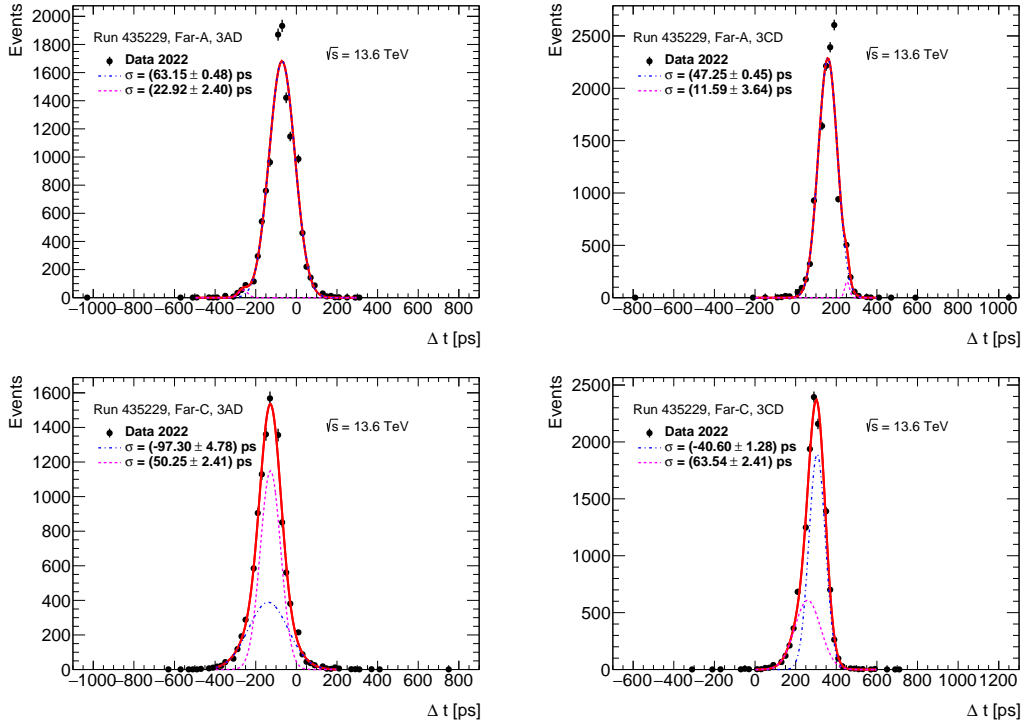 Events
2000
1800
1600
1400
1200
1000
800
600
400
200
0
Run 435229, Far-A, 3AD
√s = 13.6 TeV
Data 2022
σ = (63.15 ± 0.48) ps
σ = (22.92 ± 2.40) ps
−1000 −800 −600 −400 −200 0 200 400 600 800
Δ t [ps]
Events
2500
2000
1500
1000
500
0
Run 435229, Far-A, 3CD
√s = 13.6 TeV
Data 2022
σ = (47.25 ± 0.45) ps
σ = (11.59 ± 3.64) ps
−800 −600 −400 −200 0 200 400 600 800 1000
Δ t [ps]
Events
1600
1400
1200
1000
800
600
400
200
0
Run 435229, Far-C, 3AD
√s = 13.6 TeV
Data 2022
σ = (-97.30 ± 4.78) ps
σ = (50.25 ± 2.41) ps
−1000 −800 −600 −400 −200 0 200 400 600 800
Δ t [ps]
Events
2500
2000
1500
1000
500
0
Run 435229, Far-C, 3CD
√s = 13.6 TeV
Data 2022
σ = (-40.60 ± 1.28) ps
σ = (63.54 ± 2.41) ps
−600 −400 −200 0 200 400 600 800 1000 1200
Δ t [ps]